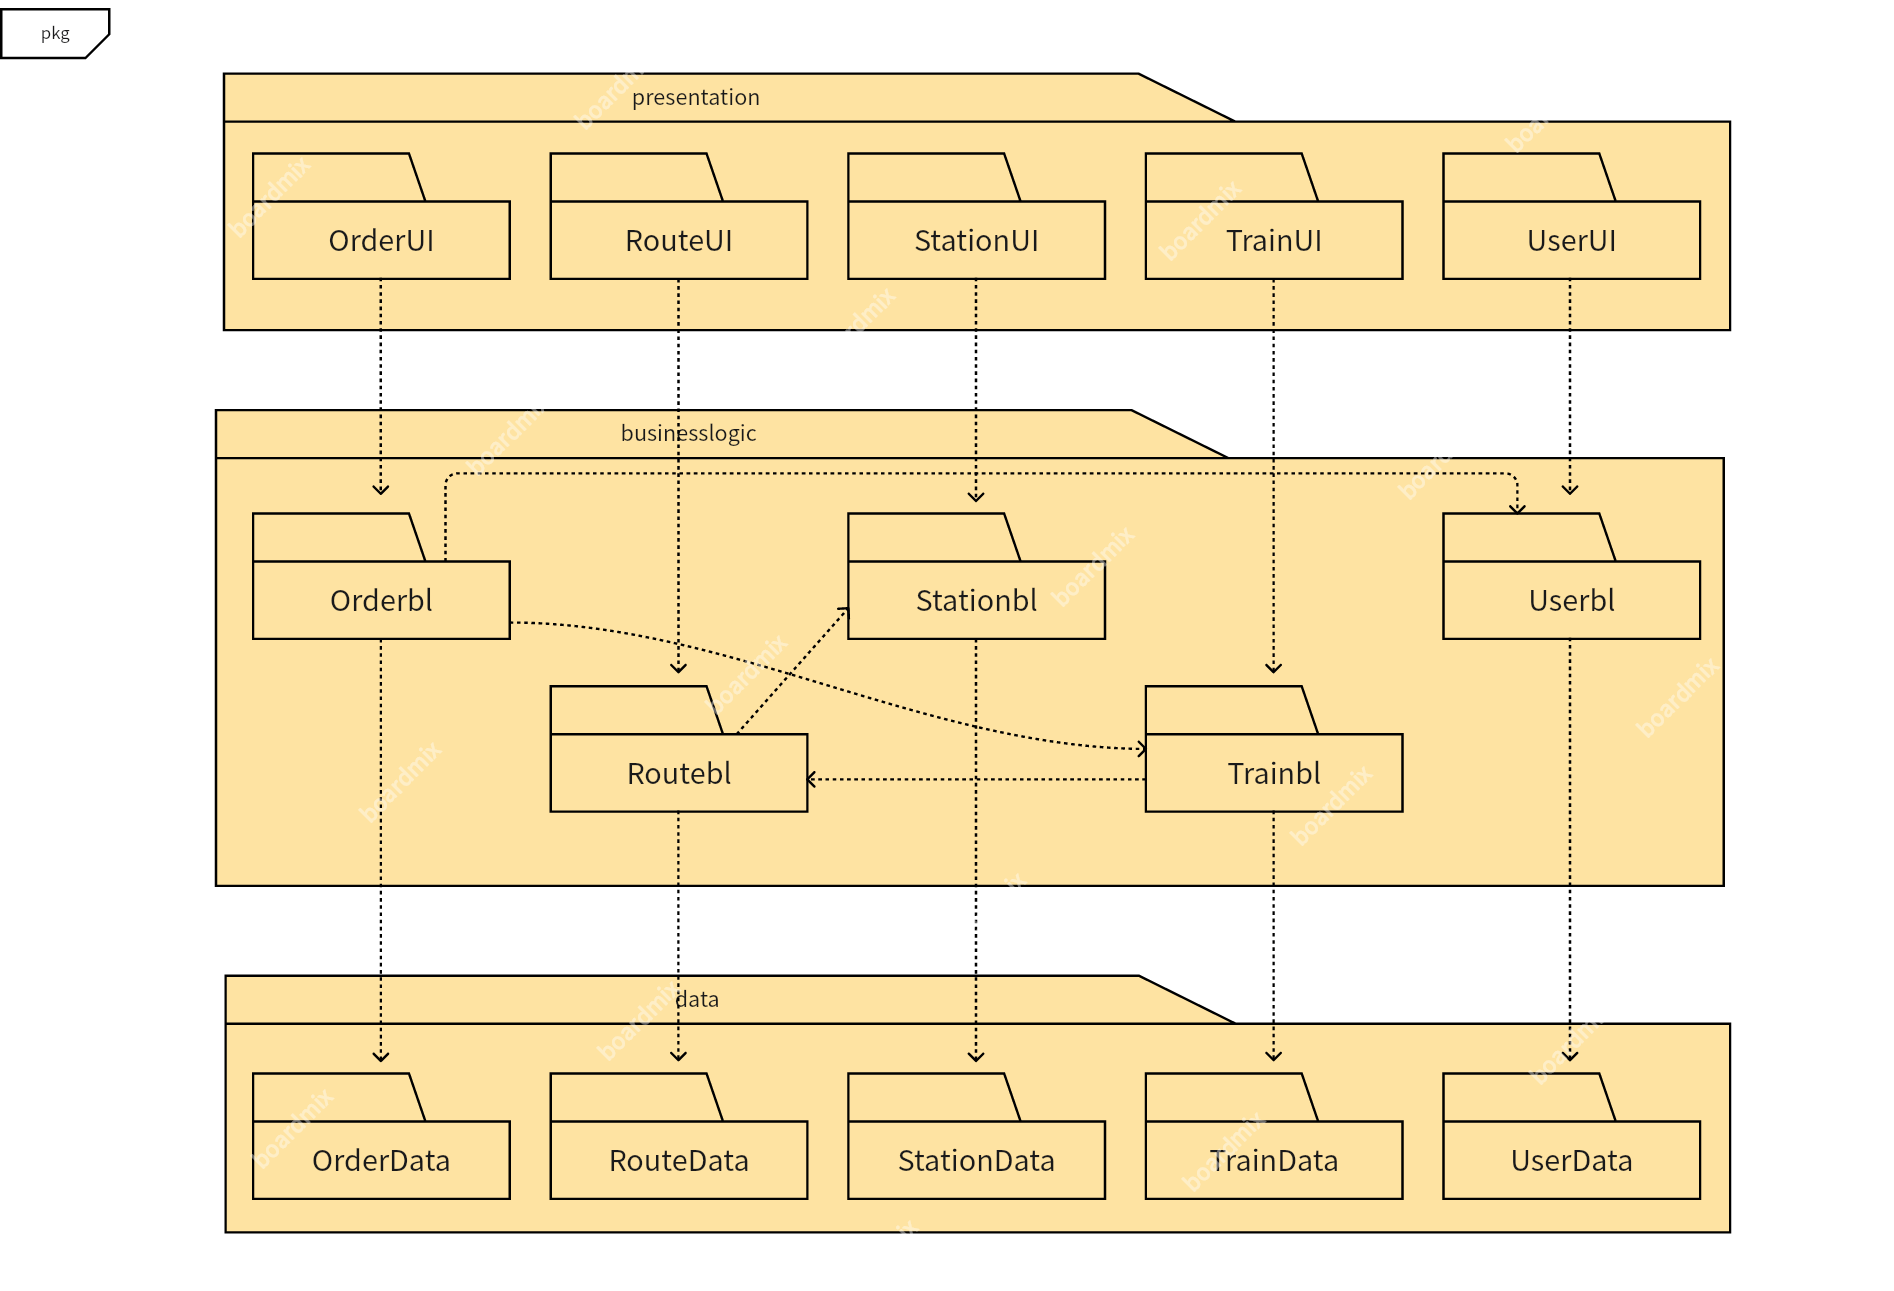 pkg
presentation
OrderUI
RouteUI
StationUI
TrainUI
UserUI
businesslogic
Orderbl
Stationbl
Userbl
Routebl
Trainbl
data
OrderData
RouteData
StationData
TrainData
UserData
boardmix